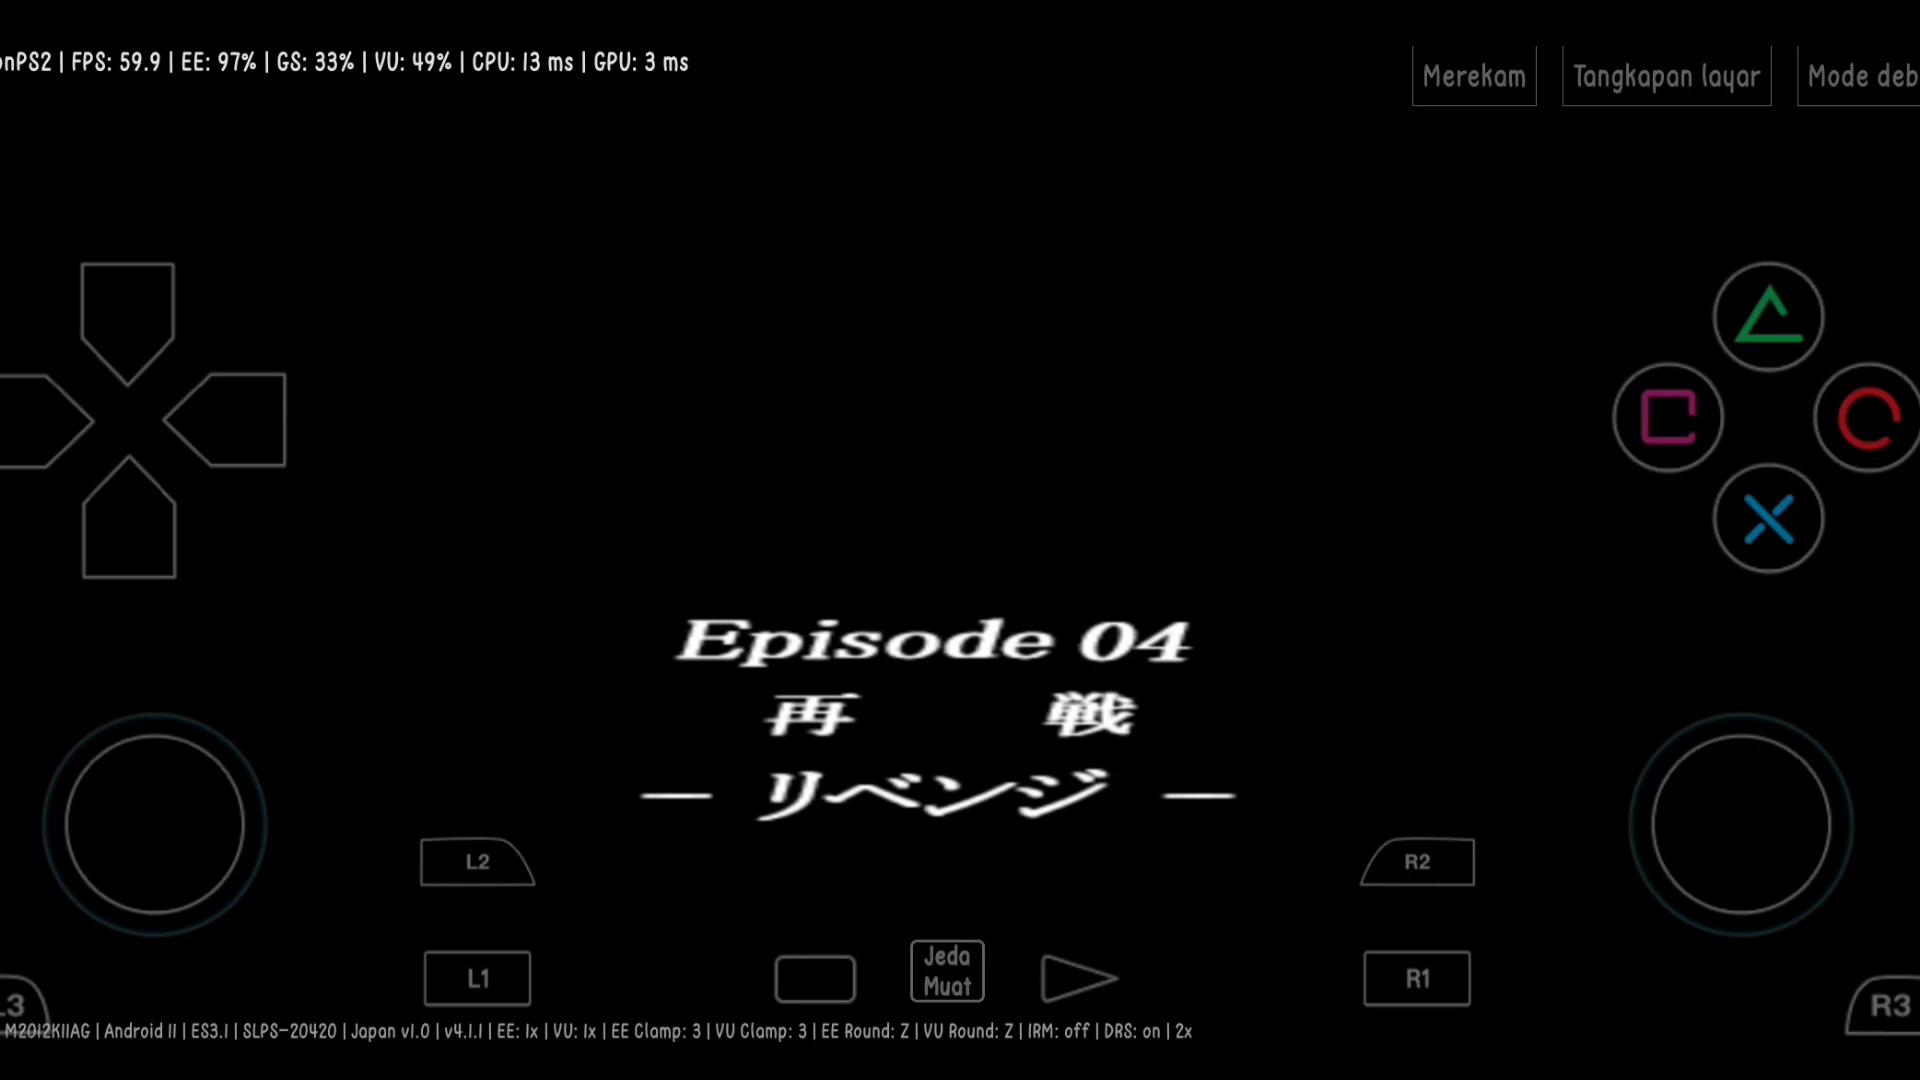 onPS2 | FPS: 59.9 | EE: 97% | GS: 33% | VU: 49% | CPU: 13 ms | GPU: 3 ms
Merekam
Tangkapan layar
Mode deb
Episode 04
再 戦
— リベンジ —
L2
R2
L1
Jeda
Muat
R1
L3
R3
M2012K11AG | Android 11 | ES3.1 | SLPS-20420 | Japan v1.0 | v4.1.1 | EE: 1x | VU: 1x | EE Clamp: 3 | VU Clamp: 3 | EE Round: Z | VU Round: Z | IRM: off | DRS: on | 2x